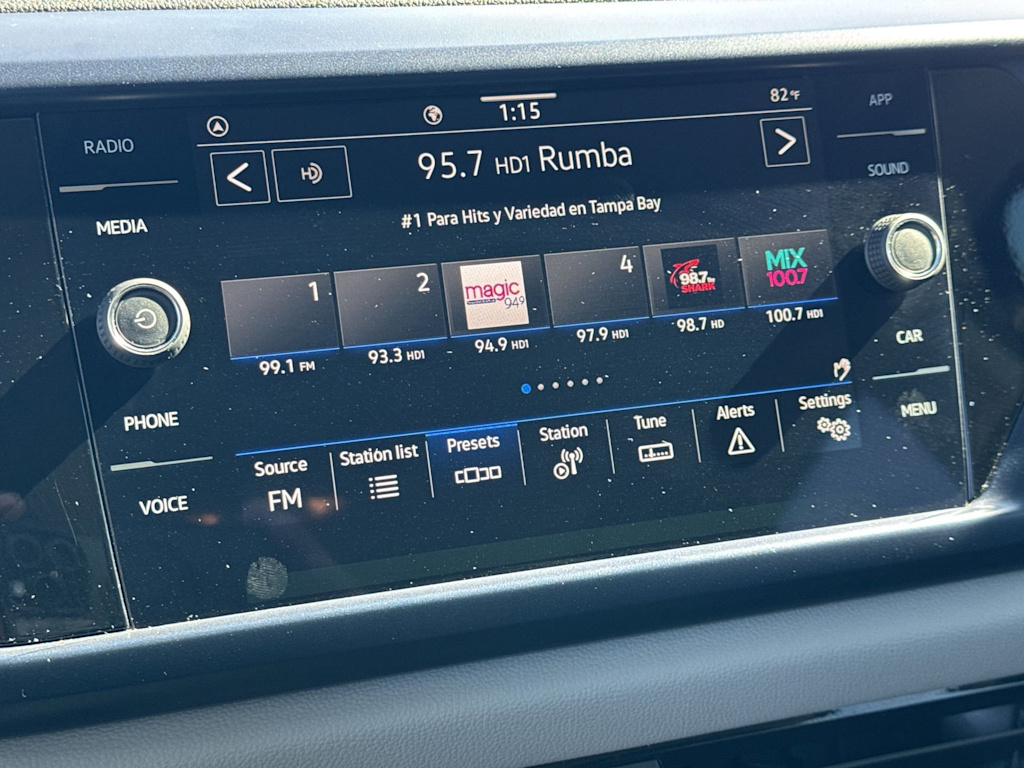 RADIO
MEDIA
PHONE
VOICE
1:15
82°F
HD
95.7 HD1 Rumba
#1 Para Hits y Variedad en Tampa Bay
1
2
magic
949
4
98.7
SHARK
MIX
100.7
99.1 FM
93.3 HD1
94.9 HD1
97.9 HD1
98.7 HD
100.7 HD1
Source
FM
Station list
Presets
Station
Tune
Alerts
Settings
APP
SOUND
CAR
MENU